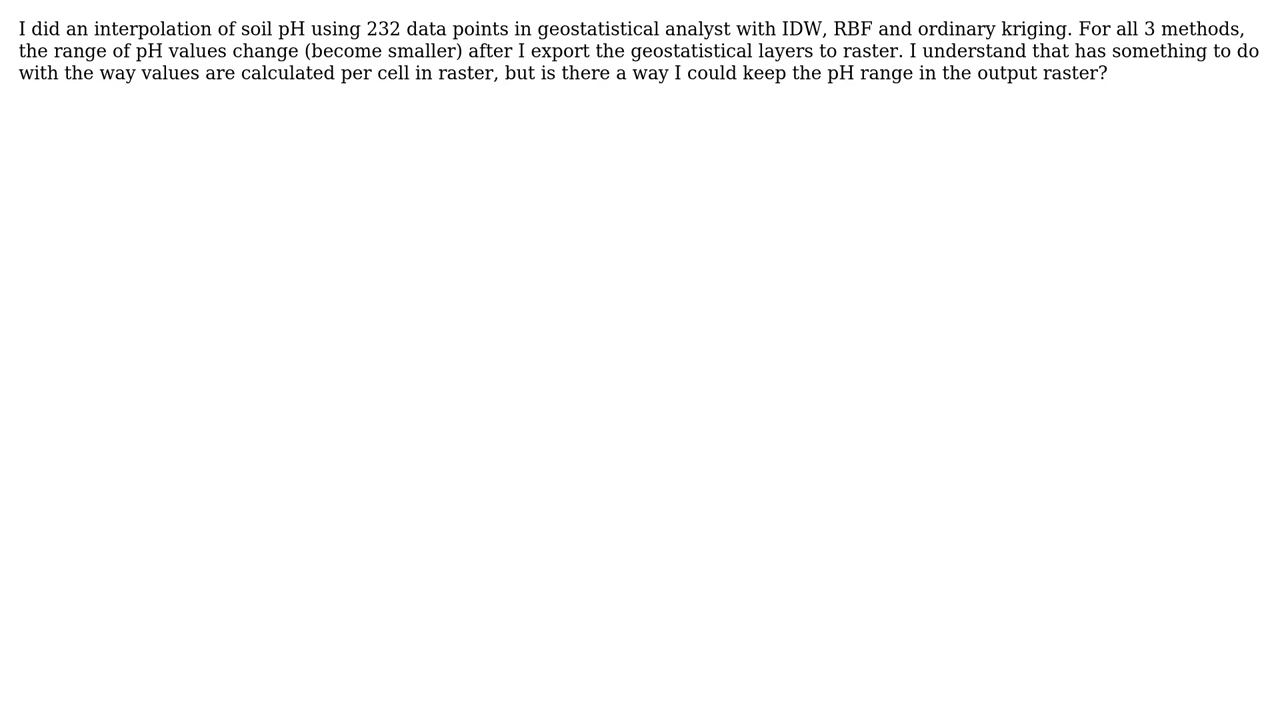 I did an interpolation of soil pH using 232 data points in geostatistical analyst with IDW, RBF and ordinary kriging. For all 3 methods,
the range of pH values change (become smaller) after I export the geostatistical layers to raster. I understand that has something to do
with the way values are calculated per cell in raster, but is there a way I could keep the pH range in the output raster?